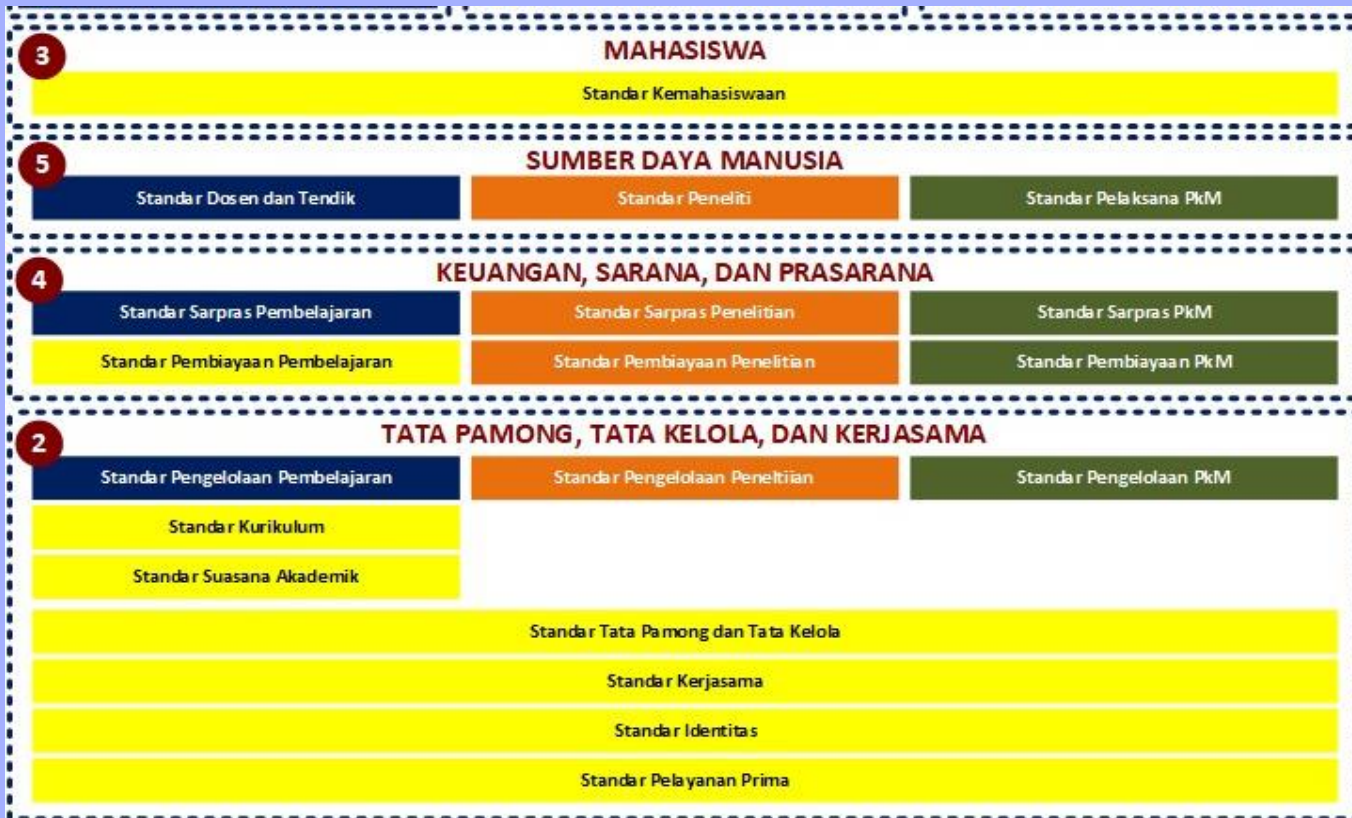 3
MAHASISWA
Standar Kemahasiswaan
5
SUMBER DAYA MANUSIA
Standar Dosen dan Tendik
Standar Peneliti
Standar Pelaksana PkM
4
KEUANGAN, SARANA, DAN PRASARANA
Standar Sarpras Pembelajaran
Standar Sarpras Penelitian
Standar Sarpras PkM
Standar Pembiayaan Pembelajaran
Standar Pembiayaan Penelitian
Standar Pembiayaan PkM
2
TATA PAMONG, TATA KELOLA, DAN KERJASAMA
Standar Pengelolaan Pembelajaran
Standar Pengelolaan Peneltiian
Standar Pengelolaan PkM
Standar Kurikulum
Standar Suasana Akademik
Standar Tata Pamong dan Tata Kelola
Standar Kerjasama
Standar Identitas
Standar Pelayanan Prima